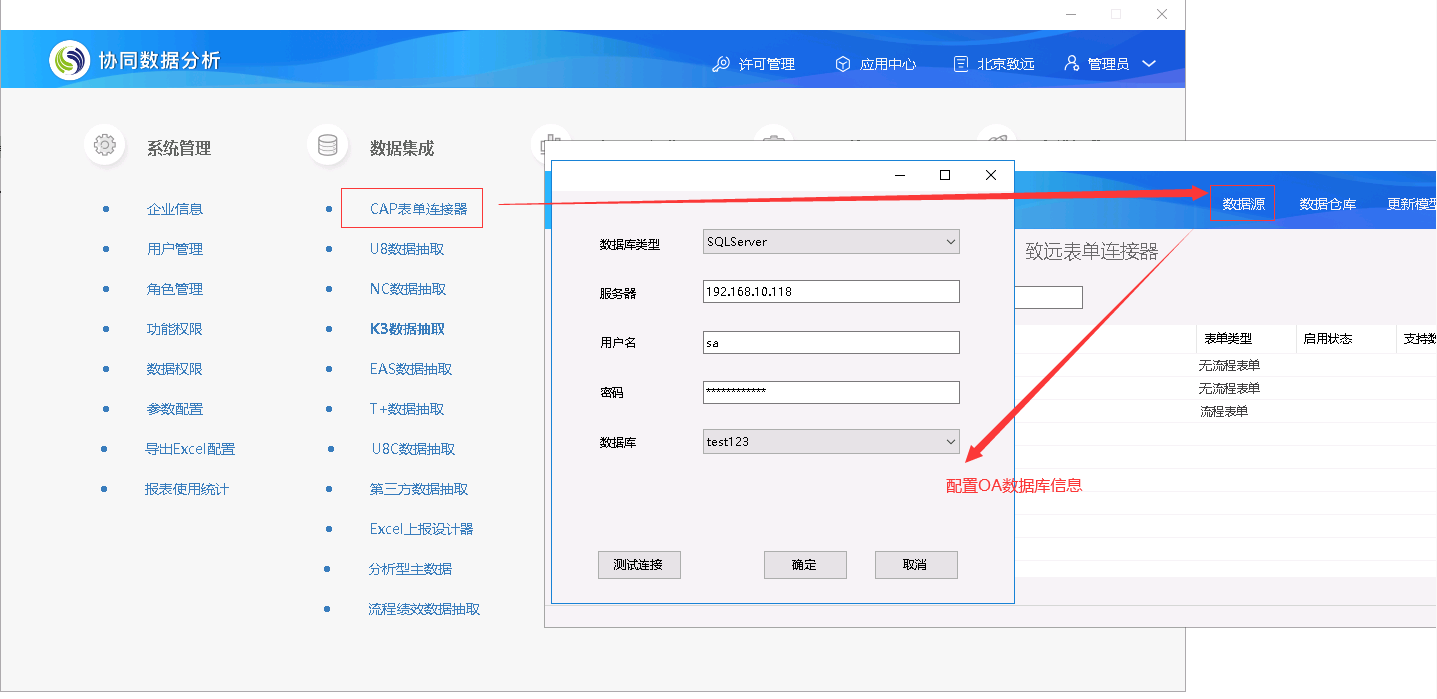 协同数据分析
许可管理
应用中心
北京致远
管理员
系统管理
企业信息
用户管理
角色管理
功能权限
数据权限
参数配置
导出Excel配置
报表使用统计
数据集成
CAP表单连接器
U8数据抽取
NC数据抽取
K3数据抽取
EAS数据抽取
T+数据抽取
U8C数据抽取
第三方数据抽取
Excel上报设计器
分析型主数据
流程绩效数据抽取
数据源
数据仓库
更新模型
致远表单连接器
表单类型
启用状态
支持数
无流程表单
无流程表单
流程表单
数据库类型
SQLServer
服务器
192.168.10.118
用户名
sa
密码
************
数据库
test123
配置OA数据库信息
测试连接
确定
取消